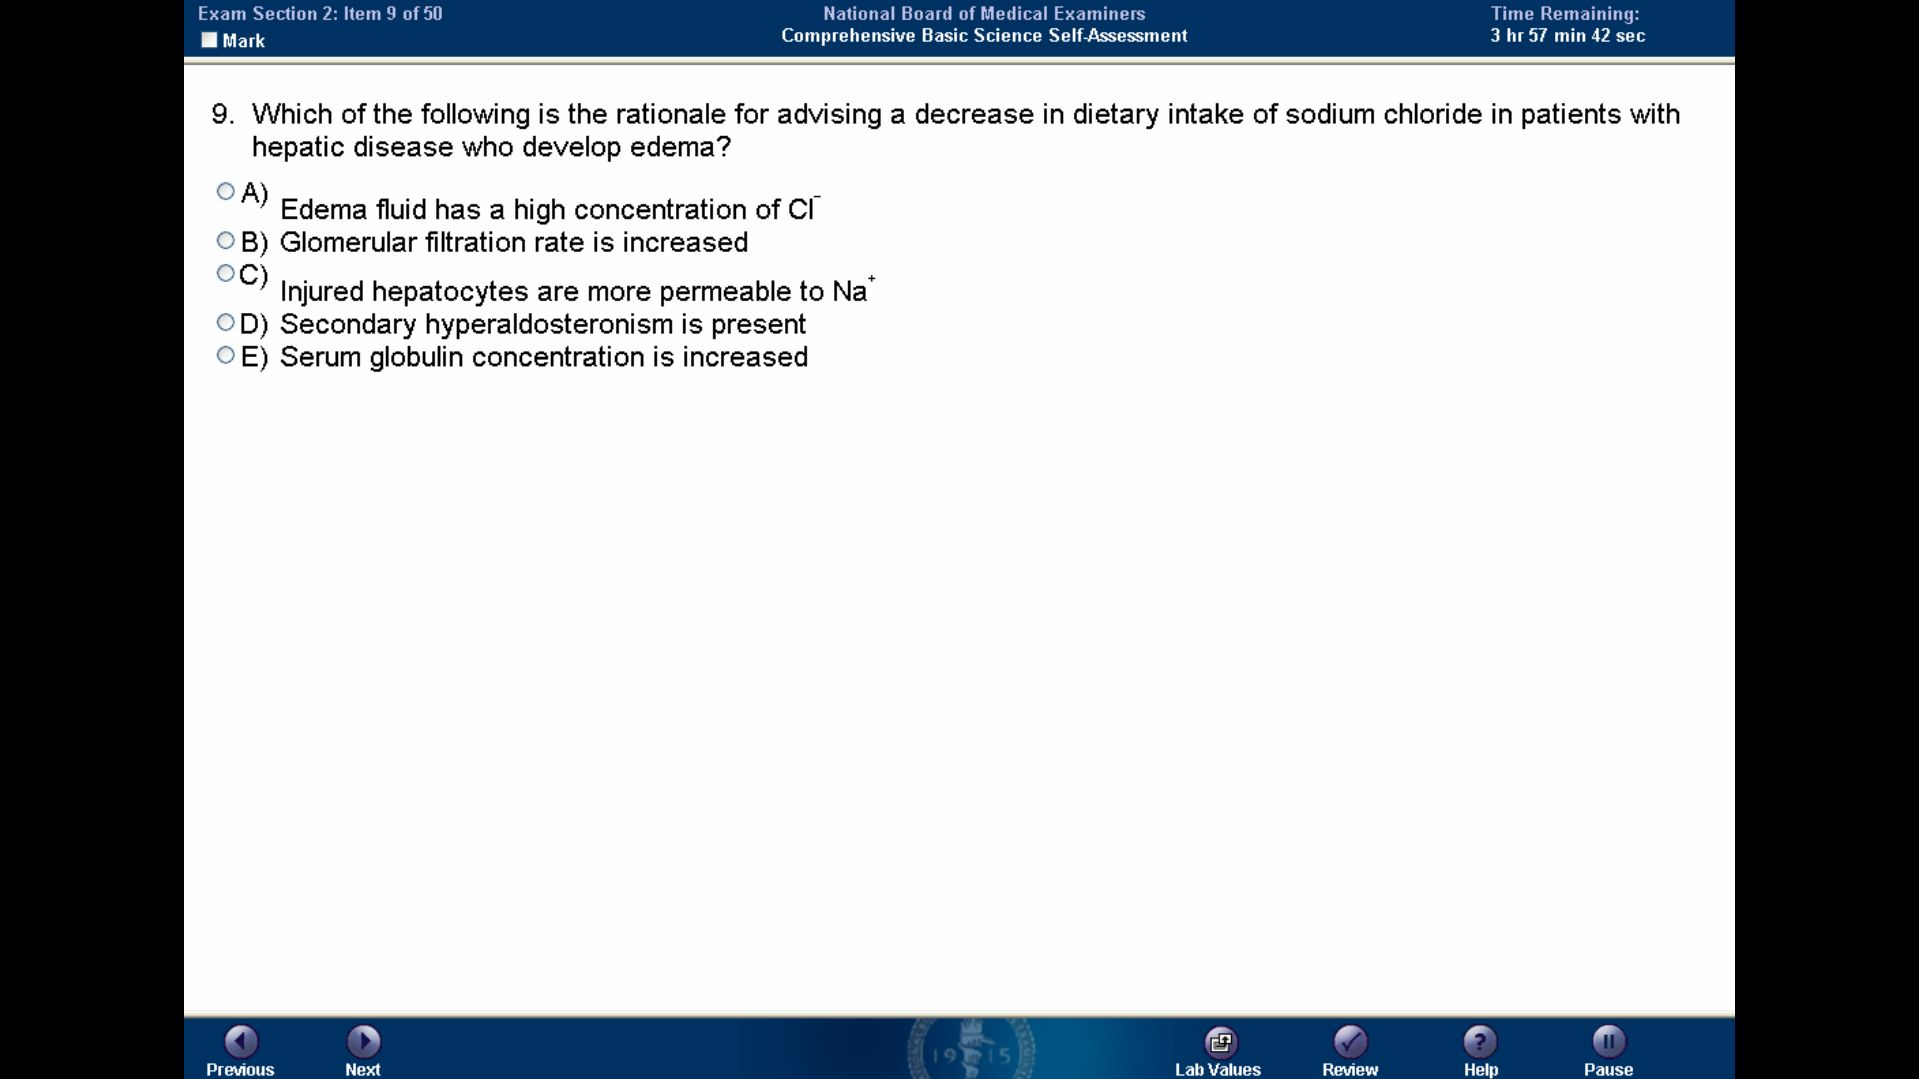 Exam Section 2: Item 9 of 50
National Board of Medical Examiners
Time Remaining:
Mark
Comprehensive Basic Science Self-Assessment
3 hr 57 min 42 sec
9. Which of the following is the rationale for advising a decrease in dietary intake of sodium chloride in patients with
hepatic disease who develop edema?
A) Edema fluid has a high concentration of Cl⁻
B) Glomerular filtration rate is increased
C) Injured hepatocytes are more permeable to Na⁺
D) Secondary hyperaldosteronism is present
E) Serum globulin concentration is increased
19 15
Previous
Next
Lab Values
Review
Help
Pause